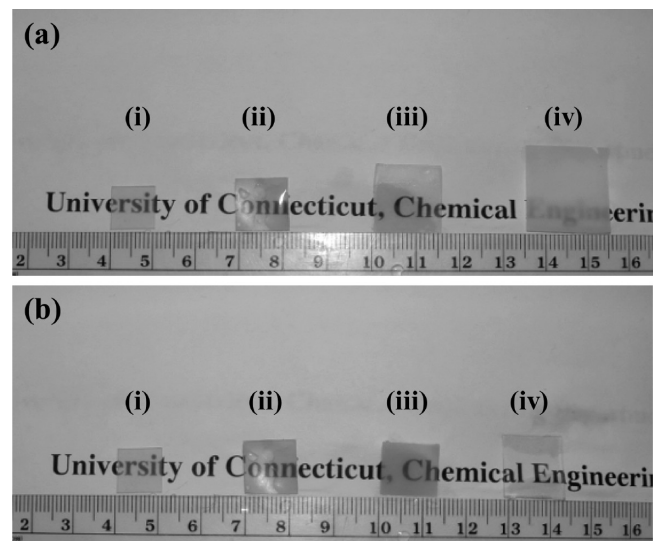 (a)
(i) (ii) (iii) (iv)
University of Connecticut, Chemical Engineerin
2 3 4 5 6 7 8 9 10 11 12 13 14 15 16
(b)
(i) (ii) (iii) (iv)
University of Connecticut, Chemical Engineerin
2 3 4 5 6 7 8 9 10 11 12 13 14 15 16